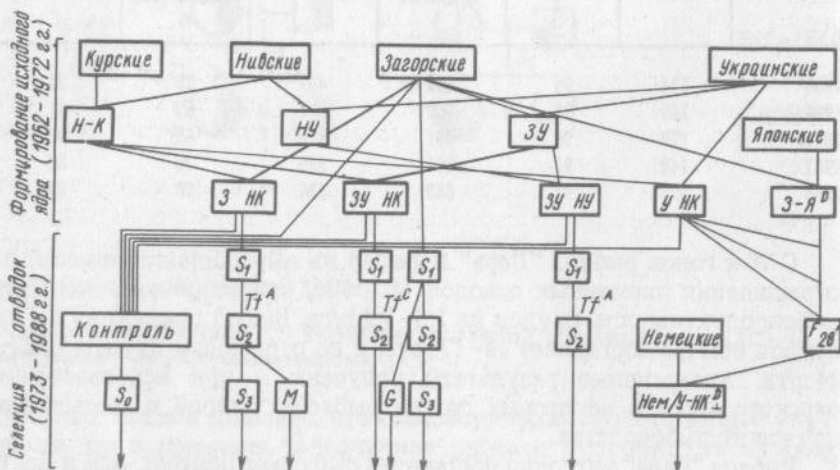 Формирование исходного ядра (1962 - 1972 г.г.)
Селекция отводок (1973 - 1988 г.г.)
Курские
Нивские
Загорские
Украинские
Н-К
НУ
ЗУ
Японские
З НК
ЗУ НК
ЗУ НУ
У НК
З-Я D
S1
S1
S1
S1
Tf A
Tf C
Tf A
Контроль
S2
S2
S2
S2
Немецкие
"2В"
S0
S3
М
G
S3
Нем/У-НК D